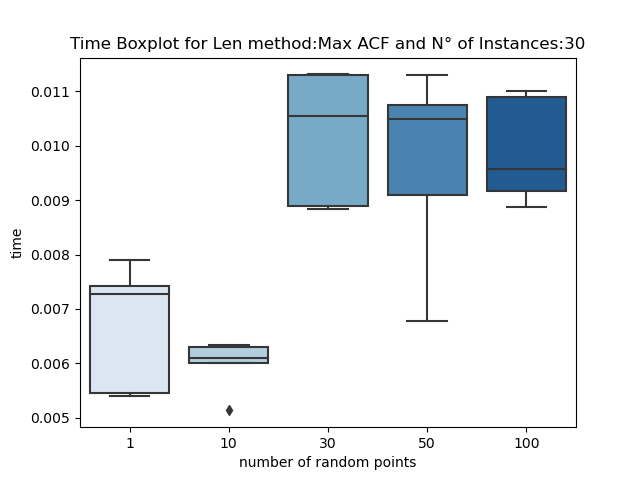 Time Boxplot for Len method:Max ACF and N° of Instances:30
0.011
0.010
0.009
0.008
0.007
0.006
0.005
time
1 10 30 50 100
number of random points